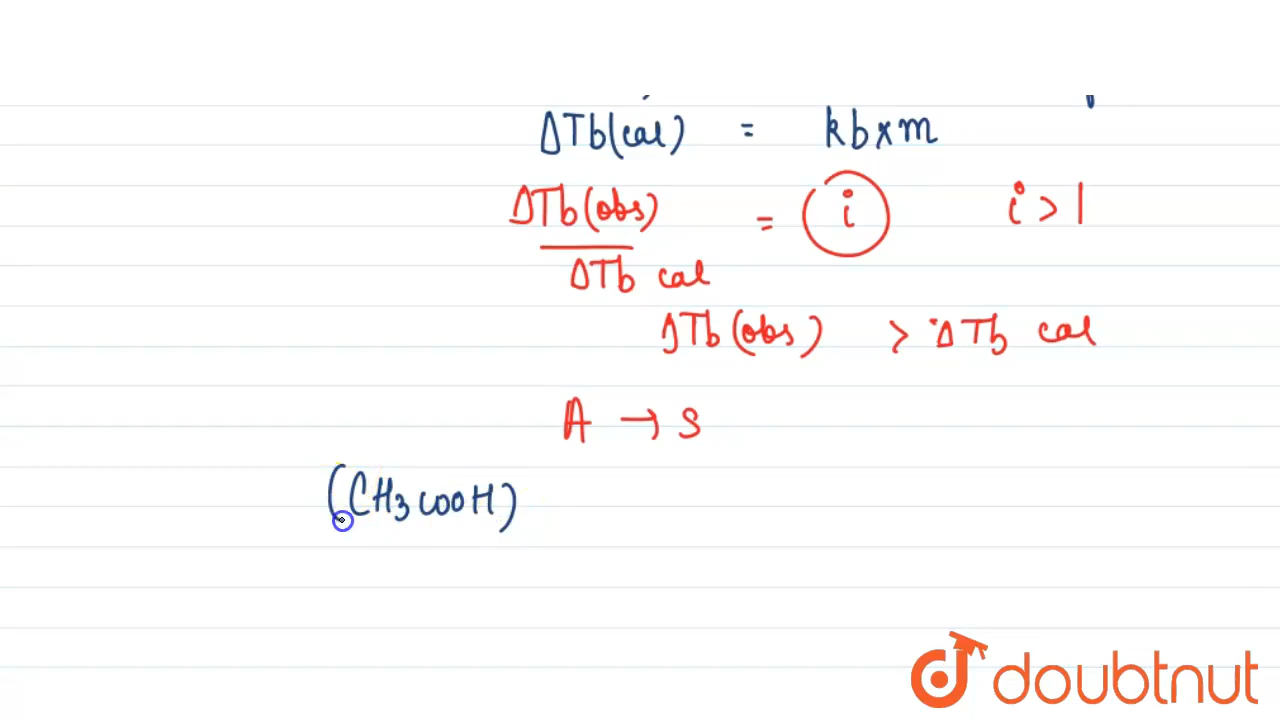 ΔTb(cal) = kb×m
ΔTb(obs) = i i > 1
ΔTb cal
ΔTb(obs) > ΔTb cal
A → S
(CH3COOH)
doubtnut